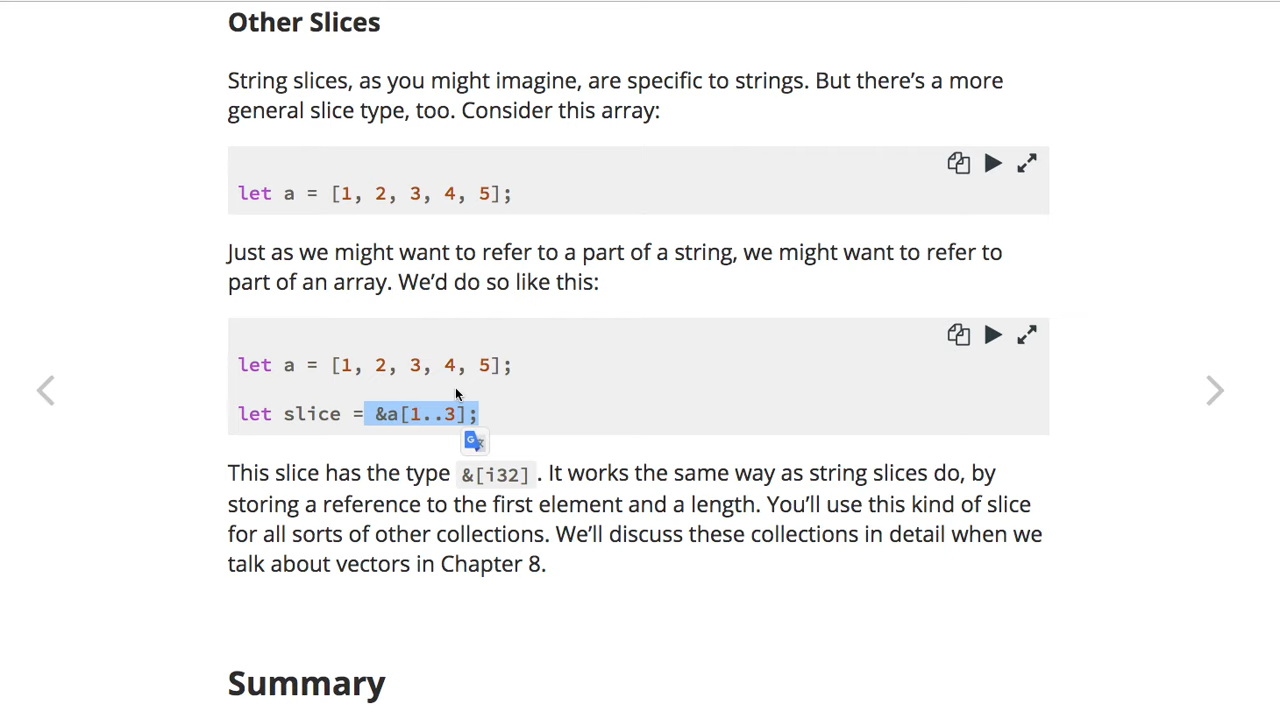 Other Slices
String slices, as you might imagine, are specific to strings. But there’s a more
general slice type, too. Consider this array:
let a = [1, 2, 3, 4, 5];
Just as we might want to refer to a part of a string, we might want to refer to
part of an array. We’d do so like this:
let a = [1, 2, 3, 4, 5];
let slice = &a[1..3];
This slice has the type &[i32]. It works the same way as string slices do, by
storing a reference to the first element and a length. You’ll use this kind of slice
for all sorts of other collections. We’ll discuss these collections in detail when we
talk about vectors in Chapter 8.
Summary